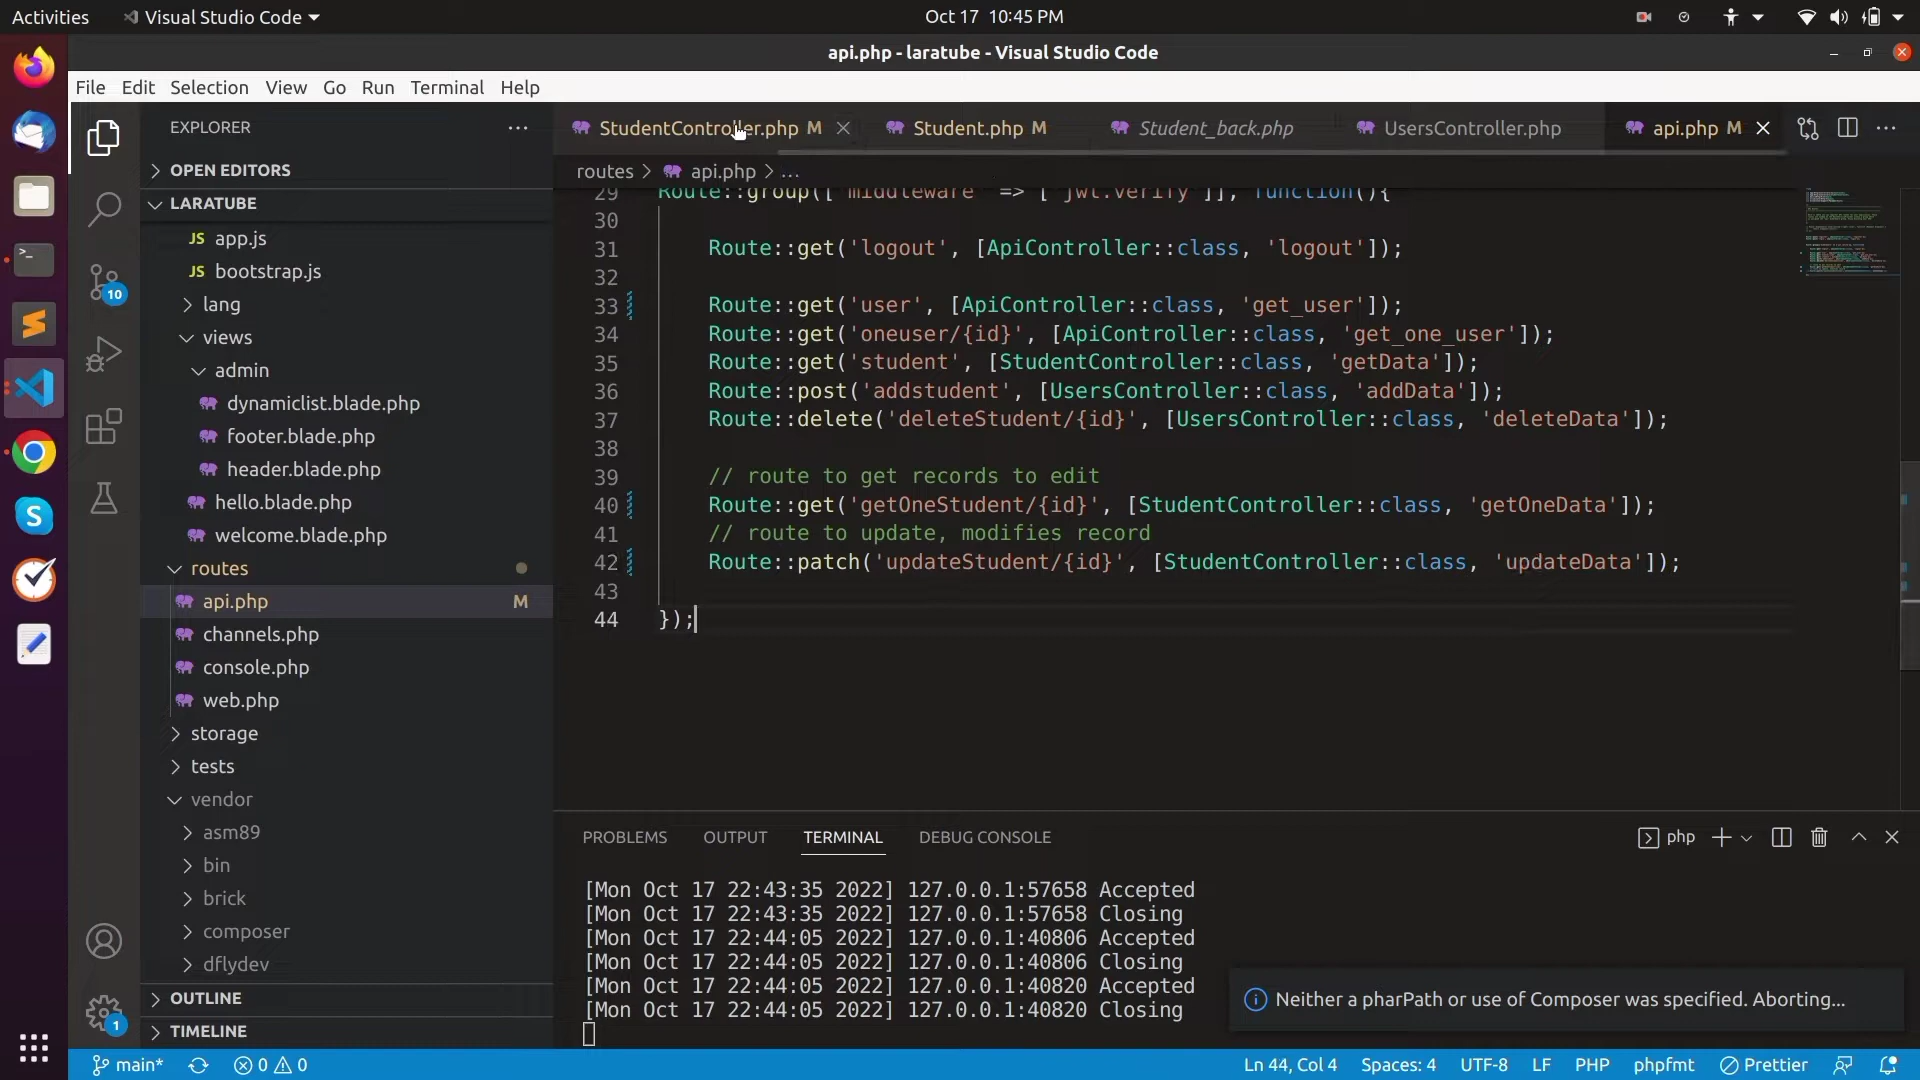 Activities
Visual Studio Code
Oct 17 10:45 PM
api.php - laratube - Visual Studio Code
File Edit Selection View Go Run Terminal Help
EXPLORER
OPEN EDITORS
LARATUBE
JS app.js
JS bootstrap.js
lang
views
admin
dynamiclist.blade.php
footer.blade.php
header.blade.php
hello.blade.php
welcome.blade.php
routes
api.php M
channels.php
console.php
web.php
storage
tests
vendor
asm89
bin
brick
composer
dflydev
OUTLINE
TIMELINE
10
1
StudentController.php M
Student.php M
Student_back.php
UsersController.php
api.php M
routes > api.php > ...
29 Route::group(['middleware' => ['jwt.verify']], function(){
30
31 Route::get('logout', [ApiController::class, 'logout']);
32
33 Route::get('user', [ApiController::class, 'get_user']);
34 Route::get('oneuser/{id}', [ApiController::class, 'get_one_user']);
35 Route::get('student', [StudentController::class, 'getData']);
36 Route::post('addstudent', [UsersController::class, 'addData']);
37 Route::delete('deleteStudent/{id}', [UsersController::class, 'deleteData']);
38
39 // route to get records to edit
40 Route::get('getOneStudent/{id}', [StudentController::class, 'getOneData']);
41 // route to update, modifies record
42 Route::patch('updateStudent/{id}', [StudentController::class, 'updateData']);
43
44 });
PROBLEMS OUTPUT TERMINAL DEBUG CONSOLE
php
[Mon Oct 17 22:43:35 2022] 127.0.0.1:57658 Accepted
[Mon Oct 17 22:43:35 2022] 127.0.0.1:57658 Closing
[Mon Oct 17 22:44:05 2022] 127.0.0.1:40806 Accepted
[Mon Oct 17 22:44:05 2022] 127.0.0.1:40806 Closing
[Mon Oct 17 22:44:05 2022] 127.0.0.1:40820 Accepted
[Mon Oct 17 22:44:05 2022] 127.0.0.1:40820 Closing
Neither a pharPath or use of Composer was specified. Aborting...
main* 0 0
Ln 44, Col 4 Spaces: 4 UTF-8 LF PHP phpfmt Prettier